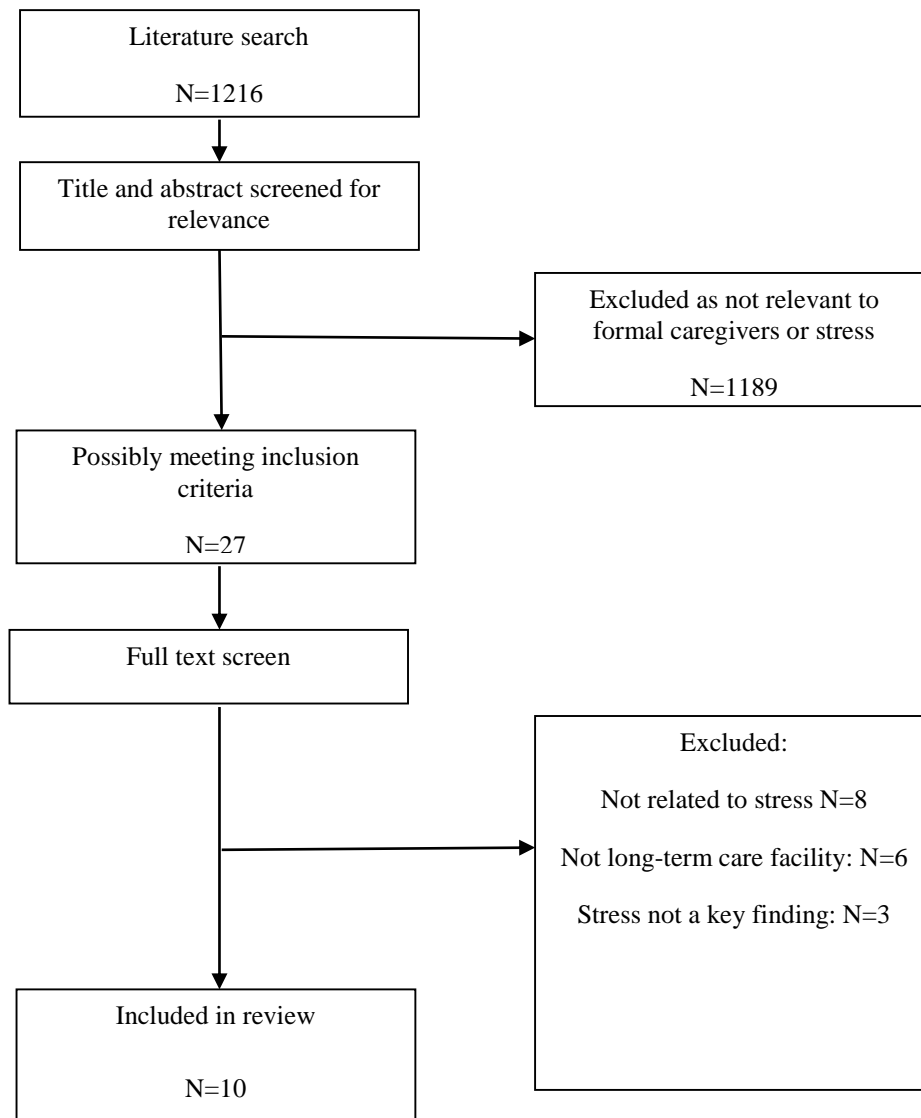 Literature search
N=1216
Title and abstract screened for
relevance
Excluded as not relevant to
formal caregivers or stress
N=1189
Possibly meeting inclusion
criteria
N=27
Full text screen
Excluded:
Not related to stress N=8
Not long-term care facility: N=6
Stress not a key finding: N=3
Included in review
N=10